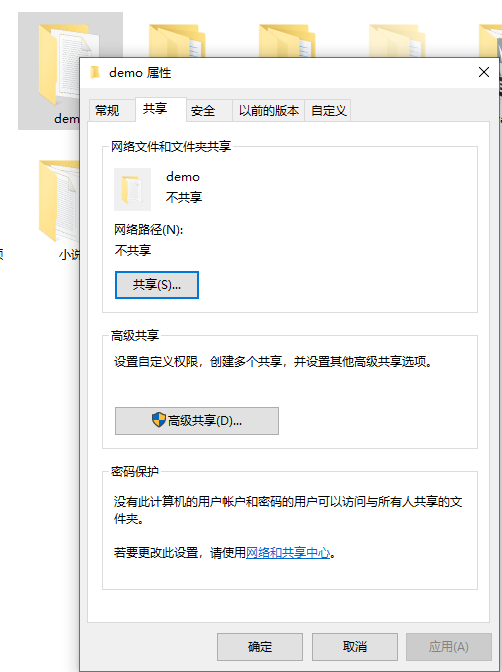 demo 属性
常规
共享
安全
以前的版本
自定义
网络文件和文件夹共享
demo
不共享
网络路径(N):
不共享
共享(S)...
高级共享
设置自定义权限，创建多个共享，并设置其他高级共享选项。
高级共享(D)...
密码保护
没有此计算机的用户帐户和密码的用户可以访问与所有人共享的文
件夹。
若要更改此设置，请使用网络和共享中心。
确定
取消
应用(A)
dem
小说